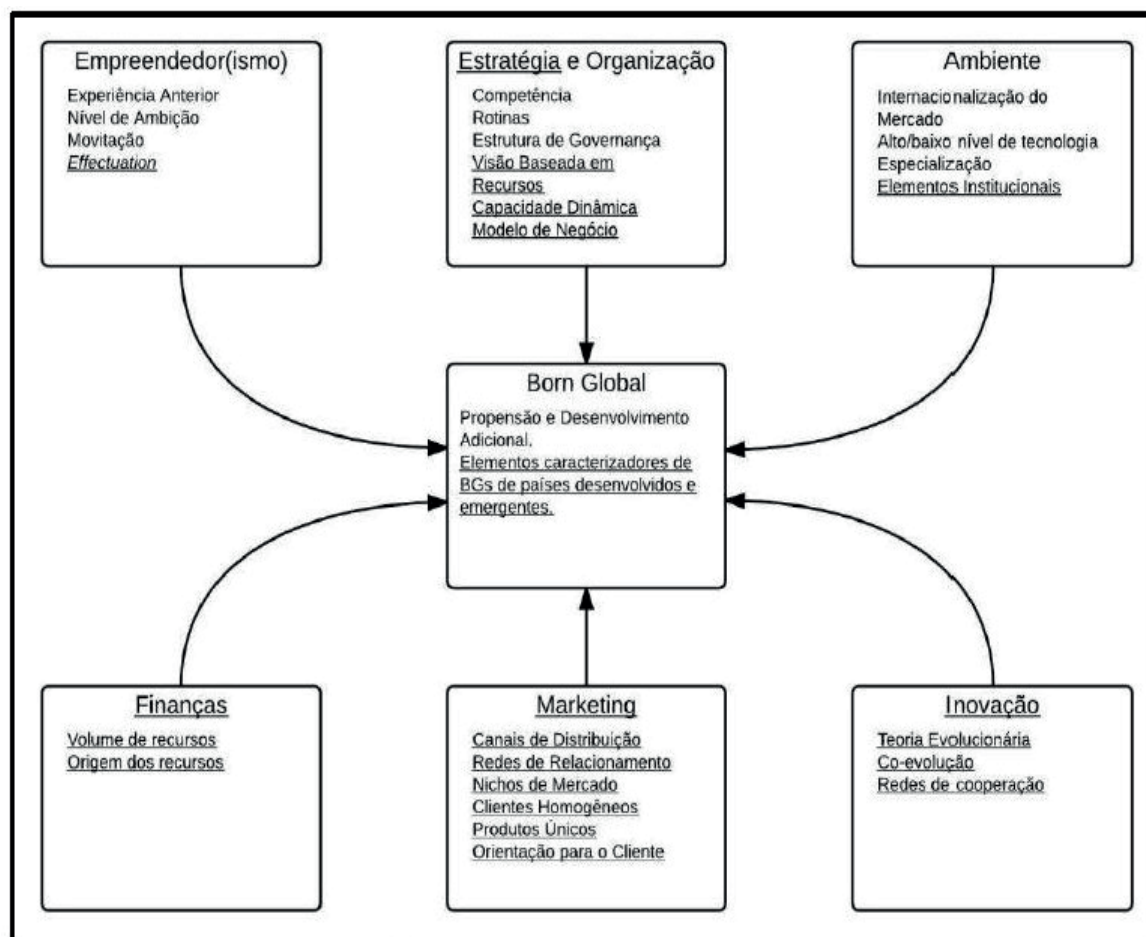 Empreendedor(ismo)
Experiência Anterior
Nível de Ambição
Movitação
Effectuation
Estratégia e Organização
Competência
Rotinas
Estrutura de Governança
Visão Baseada em
Recursos
Capacidade Dinâmica
Modelo de Negócio
Ambiente
Internacionalização do
Mercado
Alto/baixo nível de tecnologia
Especialização
Elementos Institucionais
Born Global
Propensão e Desenvolvimento
Adicional.
Elementos caracterizadores de
BGs de países desenvolvidos e
emergentes.
Finanças
Volume de recursos
Origem dos recursos
Marketing
Canais de Distribuição
Redes de Relacionamento
Nichos de Mercado
Clientes Homogêneos
Produtos Únicos
Orientação para o Cliente
Inovação
Teoria Evolucionária
Co-evolução
Redes de cooperação